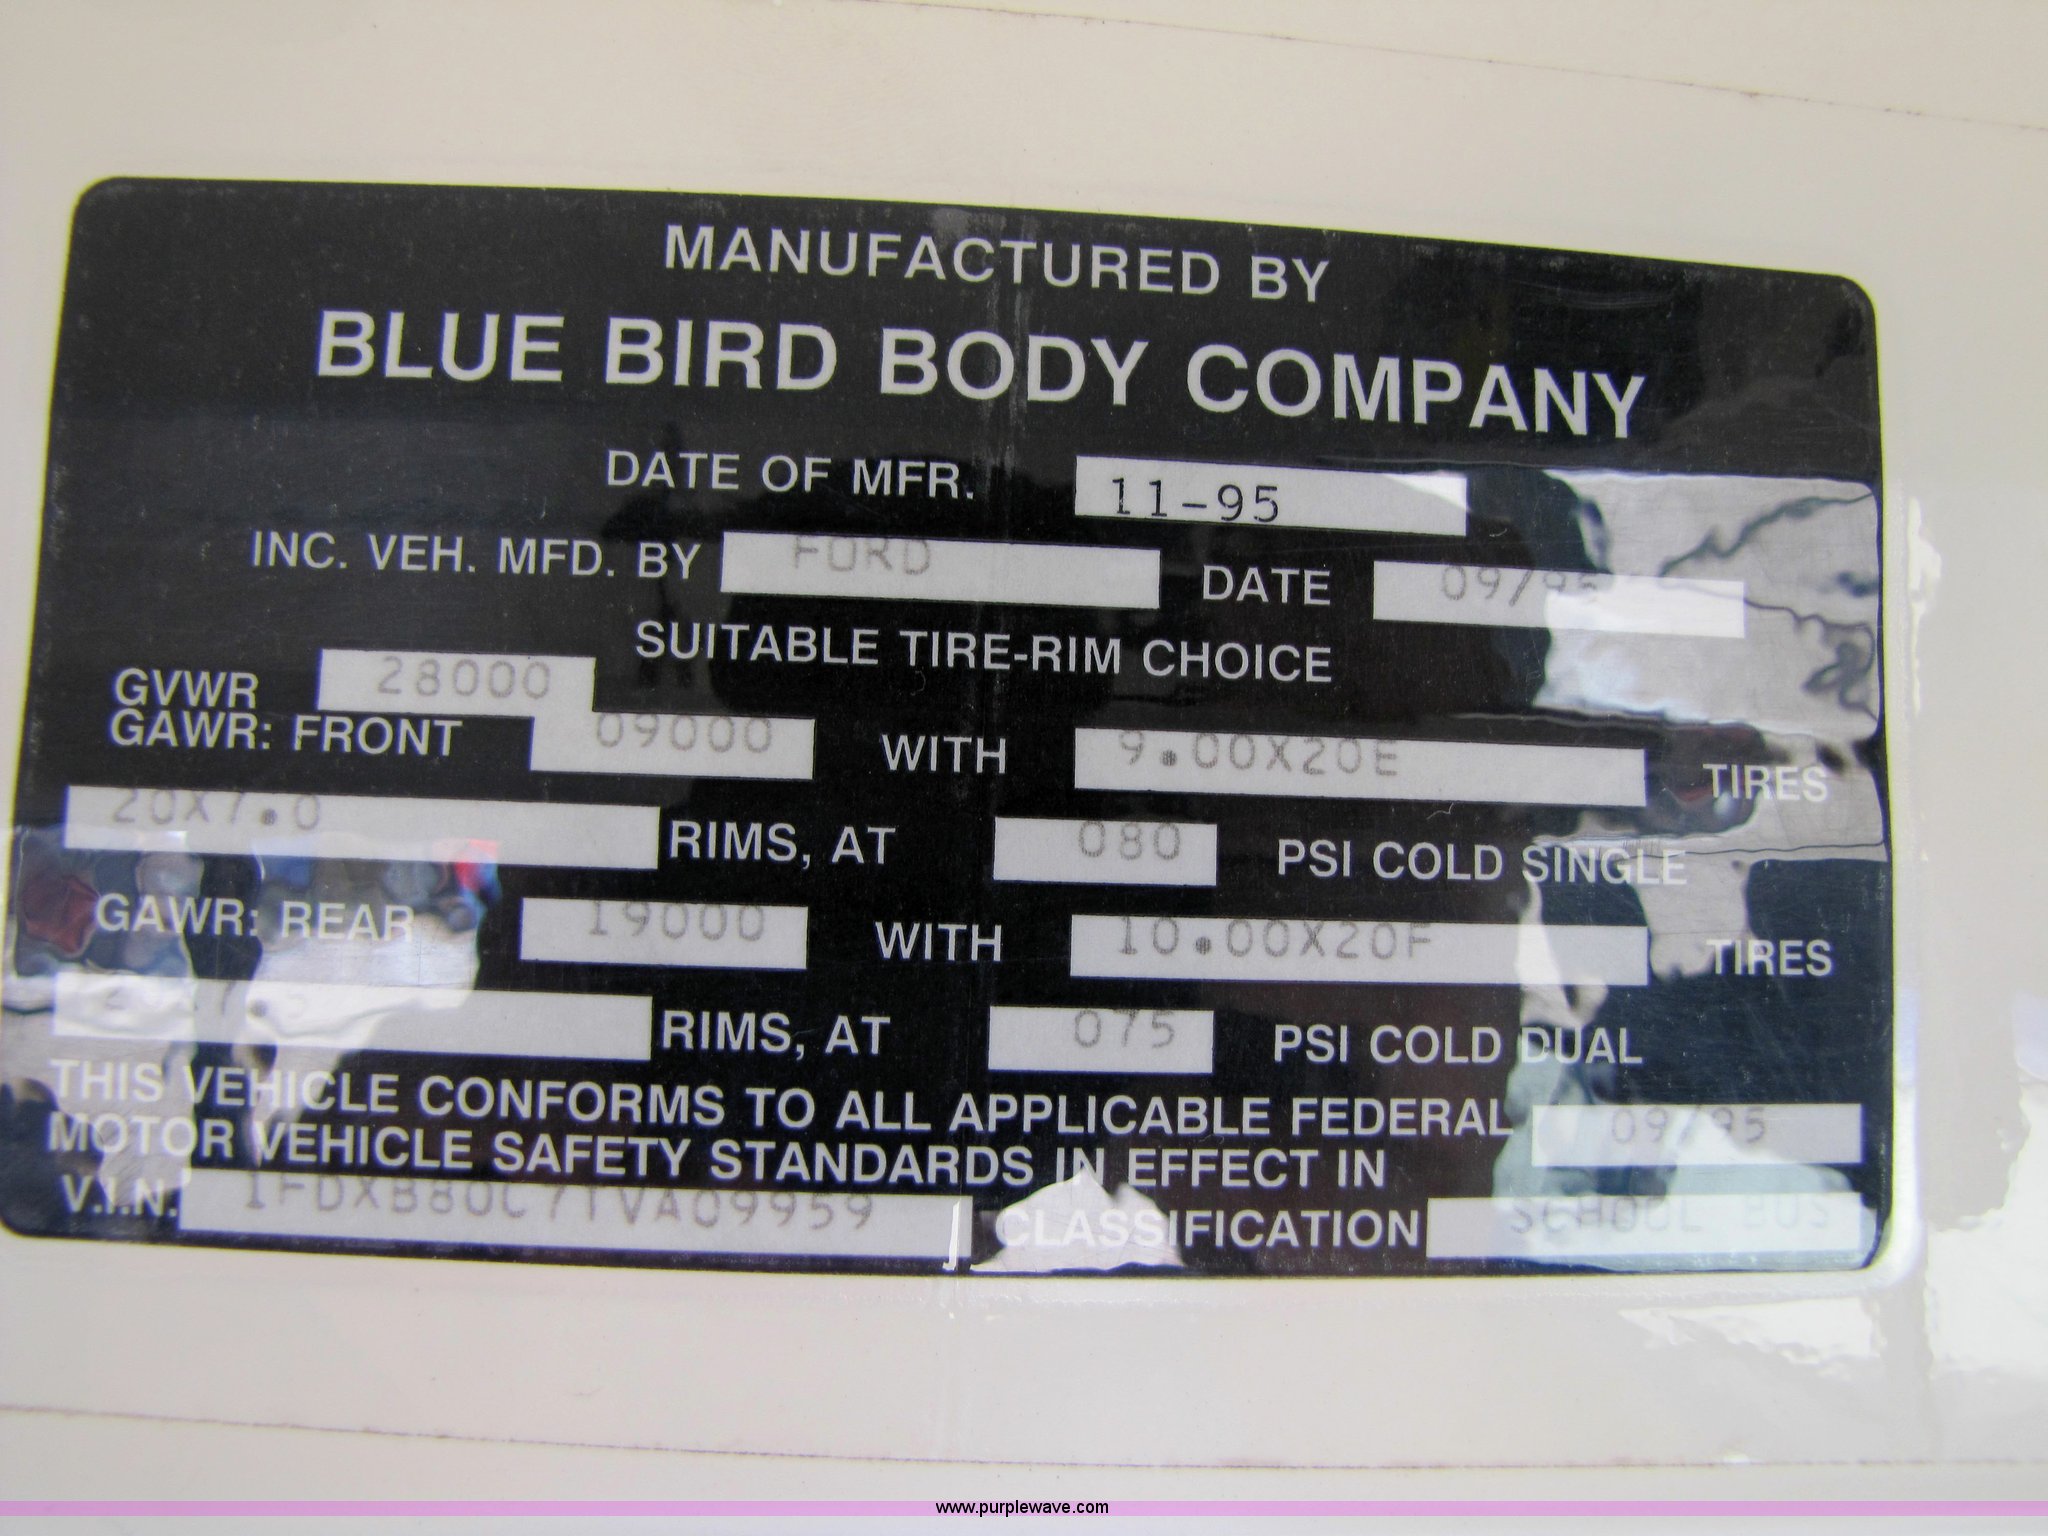 MANUFACTURED BY
BLUE BIRD BODY COMPANY
DATE OF MFR. 11-95
INC. VEH. MFD. BY FORD DATE 09/95
SUITABLE TIRE-RIM CHOICE
GVWR 28000
GAWR: FRONT 09000 WITH 9.00X20E TIRES
20X7.0 RIMS, AT 080 PSI COLD SINGLE
GAWR: REAR 19000 WITH 10.00X20F TIRES
RIMS, AT 075 PSI COLD DUAL
THIS VEHICLE CONFORMS TO ALL APPLICABLE FEDERAL
MOTOR VEHICLE SAFETY STANDARDS IN EFFECT IN 09/95
V.I.N. 1FDXB80C7TVA09959 CLASSIFICATION SCHOOL BUS
www.purplewave.com